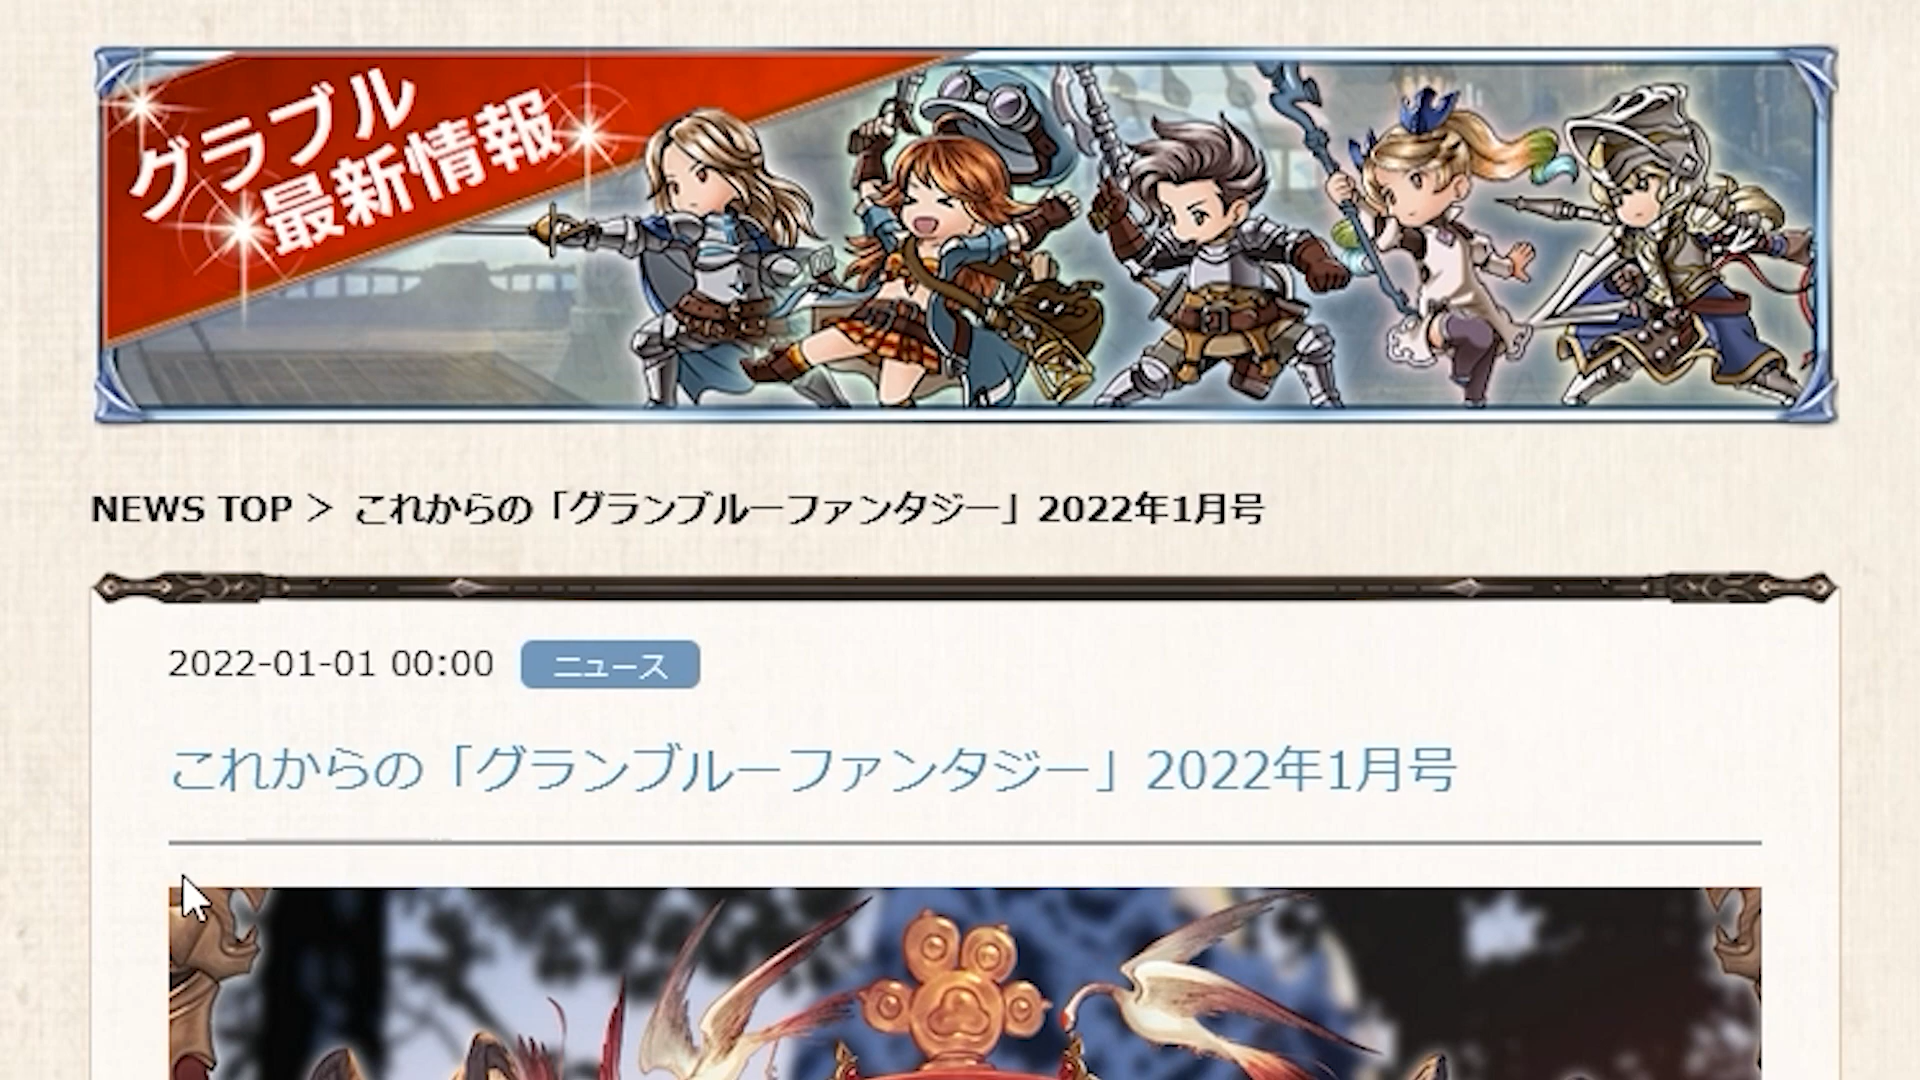 グラブル
最新情報
NEWS TOP ＞ これからの「グランブルーファンタジー」2022年1月号
2022-01-01 00:00 ニュース
これからの「グランブルーファンタジー」2022年1月号